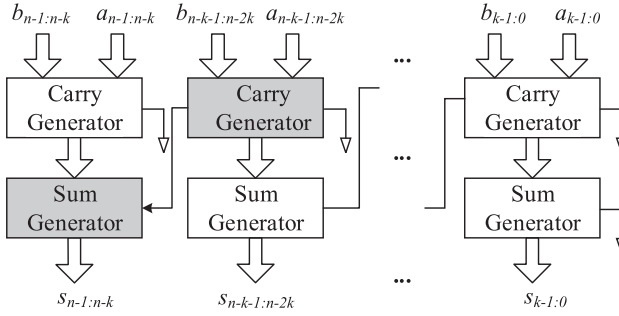 b_{n-1:n-k} a_{n-1:n-k} b_{n-k-1:n-2k} a_{n-k-1:n-2k} ... b_{k-1:0} a_{k-1:0}
Carry Generator
Carry Generator
Carry Generator
...
Sum Generator
Sum Generator
Sum Generator
s_{n-1:n-k} s_{n-k-1:n-2k} ... s_{k-1:0}